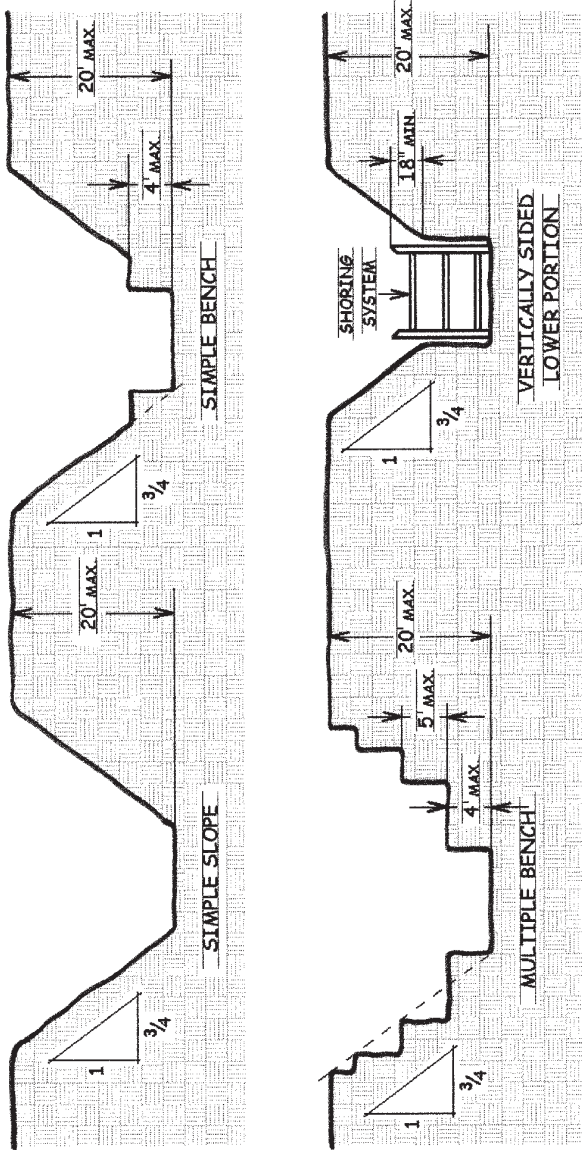 20' MAX.
4' MAX.
SIMPLE BENCH
1
3/4
20' MAX.
SIMPLE SLOPE
1
3/4
20' MAX.
18" MIN.
SHORING
SYSTEM
VERTICALLY SIDED
LOWER PORTION
1
3/4
20' MAX.
5' MAX.
4' MAX.
MULTIPLE BENCH
1
3/4